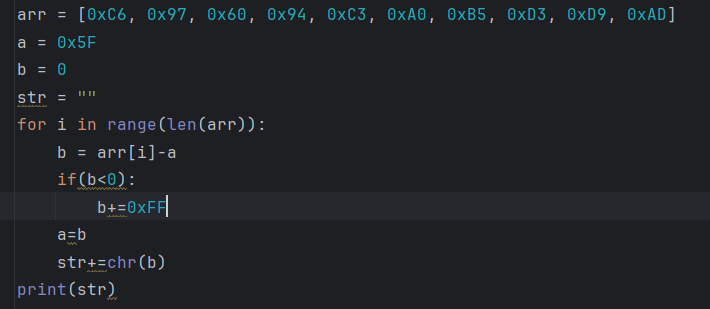 arr = [0xC6, 0x97, 0x60, 0x94, 0xC3, 0xA0, 0xB5, 0xD3, 0xD9, 0xAD]
a = 0x5F
b = 0
str = ""
for i in range(len(arr)):
    b = arr[i]-a
    if(b<0):
        b+=0xFF
    a=b
    str+=chr(b)
print(str)